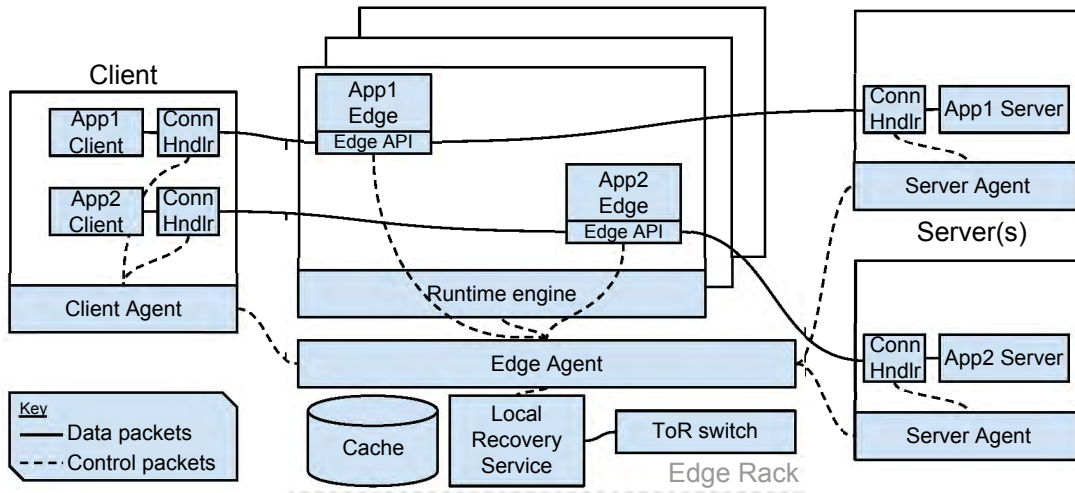 Client
App1
Client
Conn
Hndlr
App2
Client
Conn
Hndlr
Client Agent
App1
Edge
Edge API
App2
Edge
Edge API
Runtime engine
Edge Agent
Cache
Local
Recovery
Service
ToR switch
Edge Rack
Conn
Hndlr
App1 Server
Server Agent
Server(s)
Conn
Hndlr
App2 Server
Server Agent
Key
Data packets
Control packets